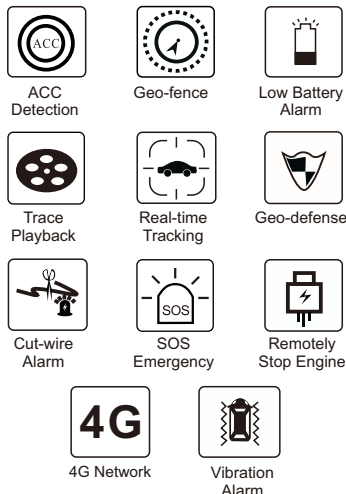 ACC
ACC
Detection
Geo-fence
Low Battery
Alarm
Trace
Playback
Real-time
Tracking
Geo-defense
Cut-wire
Alarm
SOS
SOS
Emergency
Remotely
Stop Engine
4G
4G Network
Vibration
Alarm